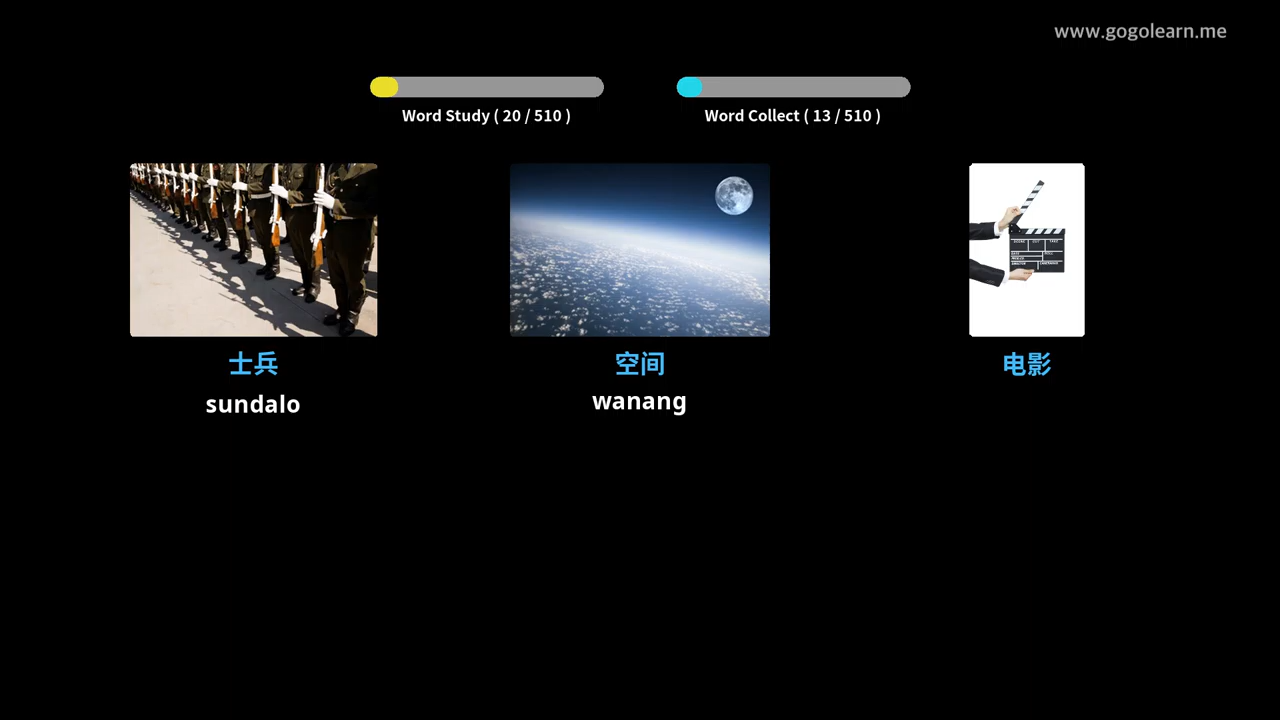 www.gogolearn.me
Word Study ( 20 / 510 )
Word Collect ( 13 / 510 )
士兵
空间
电影
sundalo
wanang